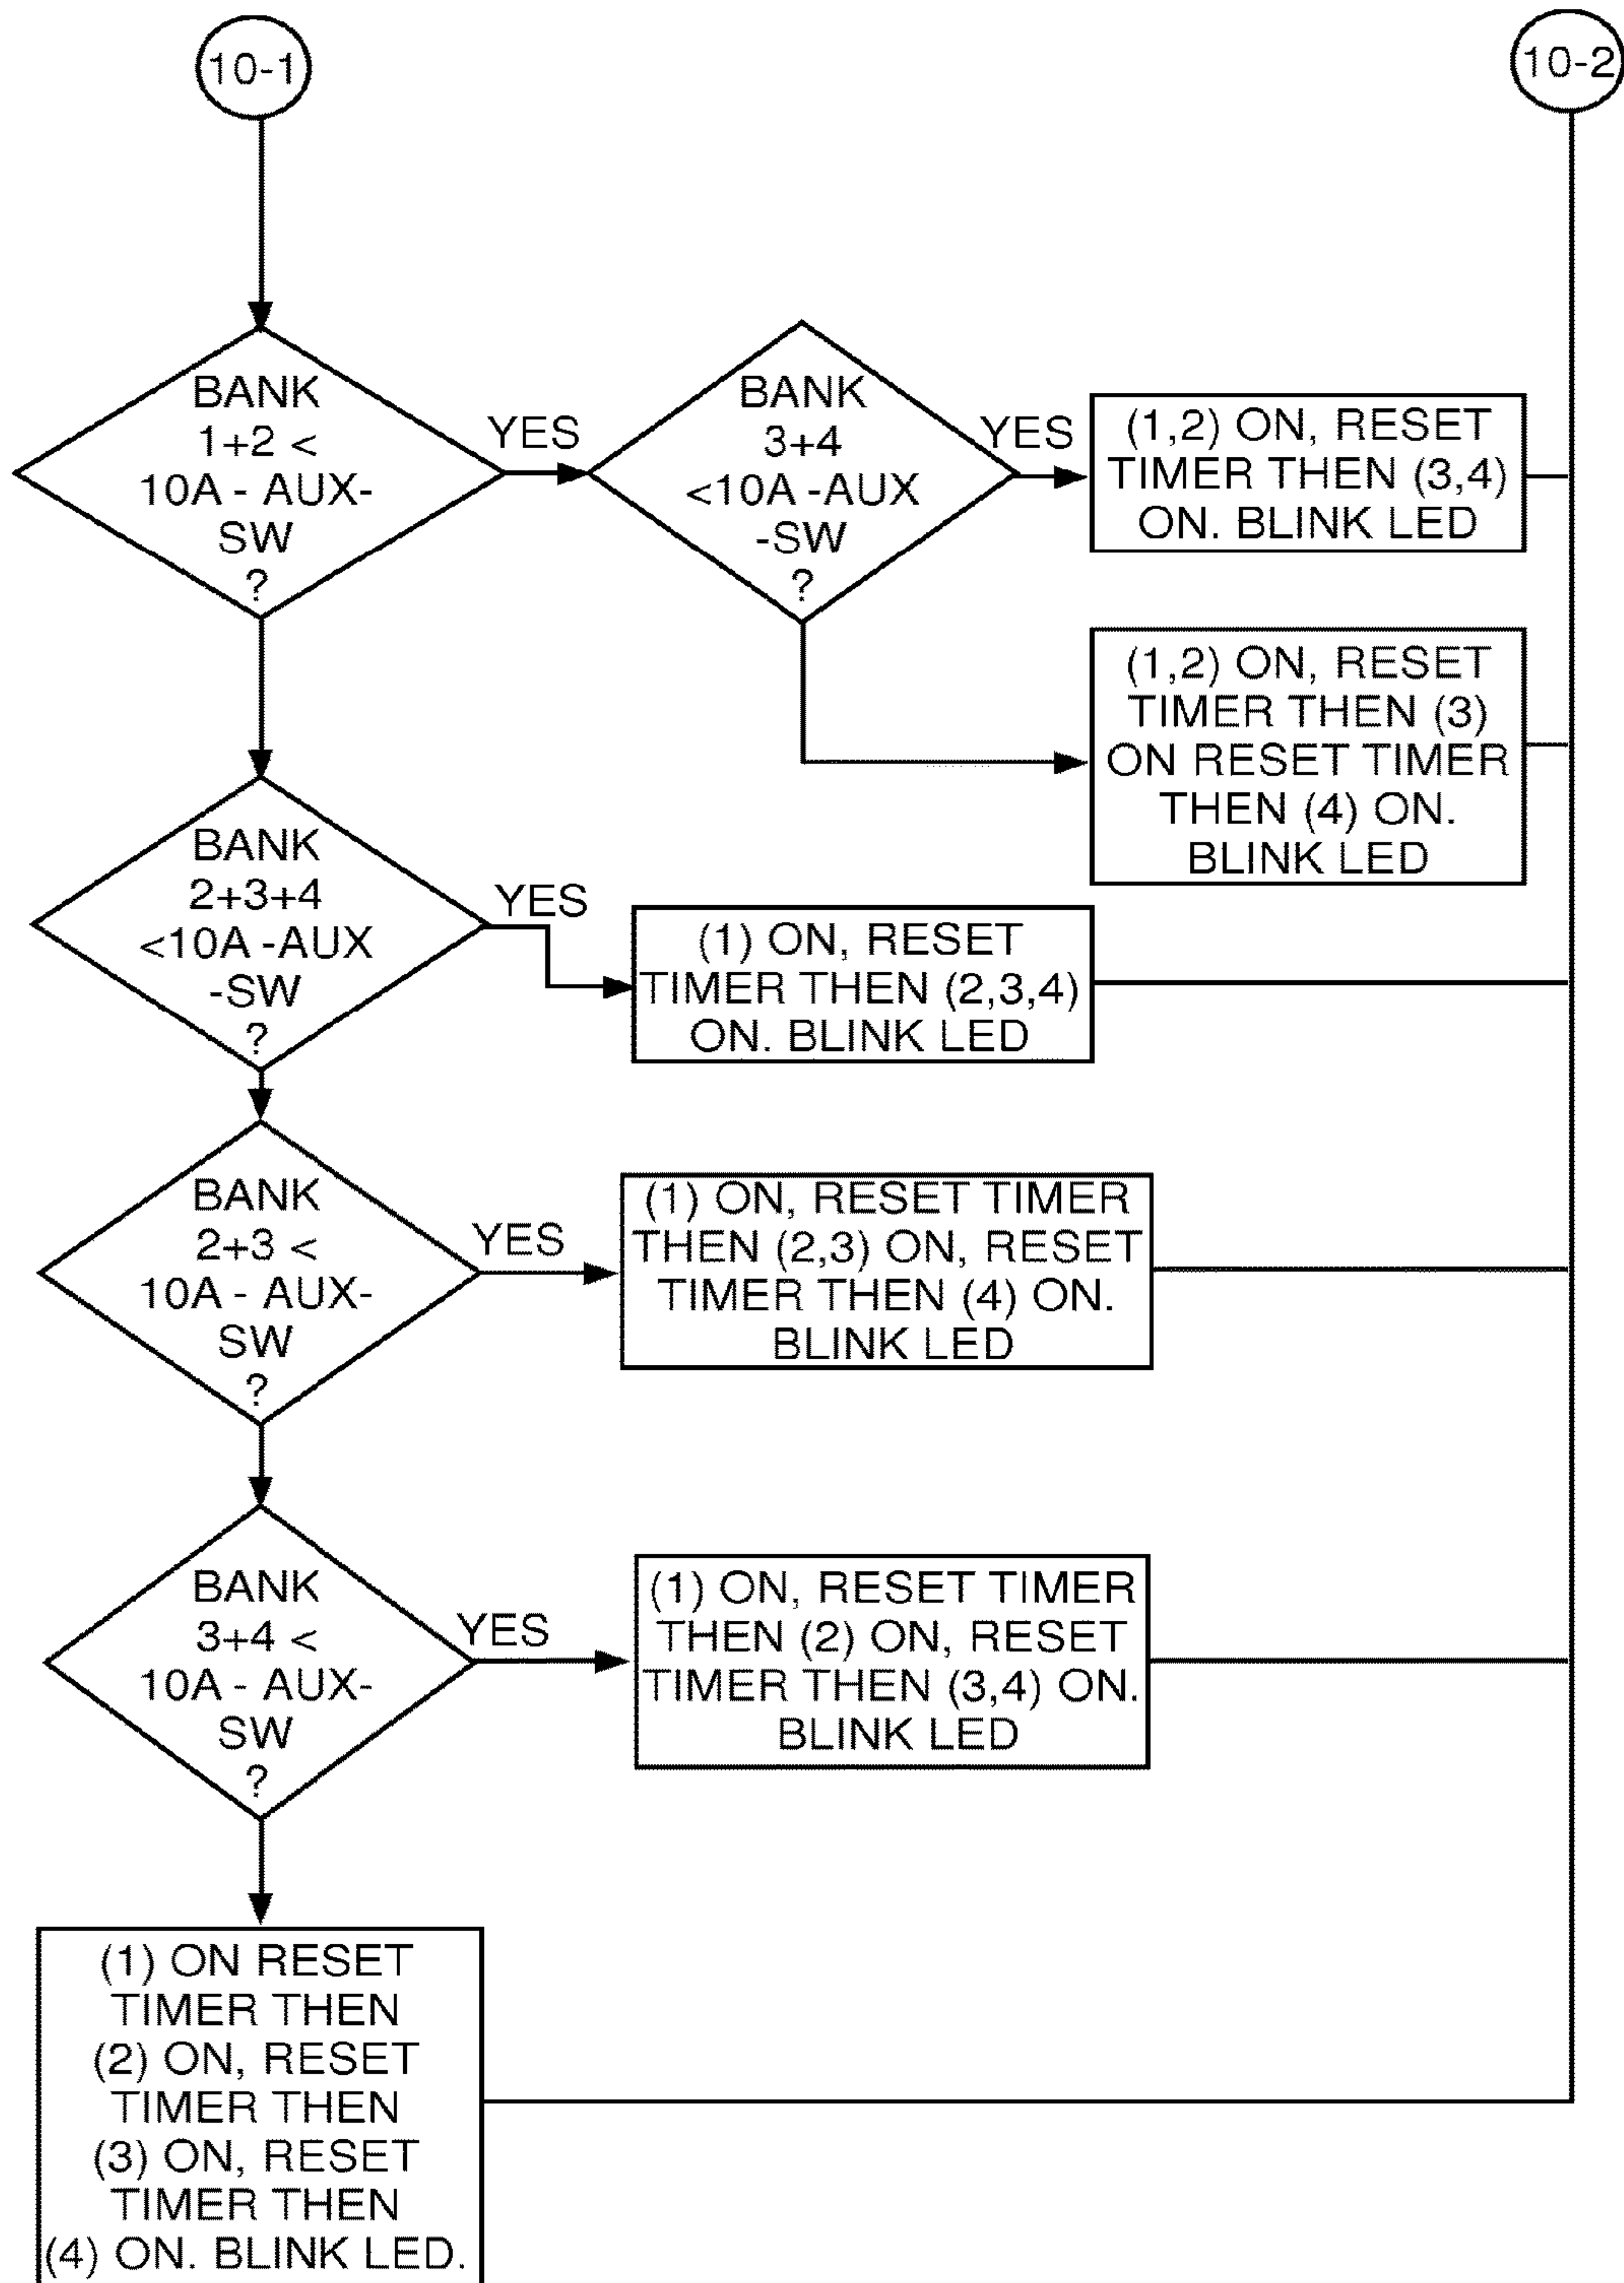 10-1
10-2
BANK
1+2 <
10A - AUX-
SW
?
YES
BANK
3+4
<10A -AUX
-SW
?
YES
(1,2) ON, RESET
TIMER THEN (3,4)
ON. BLINK LED
(1,2) ON, RESET
TIMER THEN (3)
ON RESET TIMER
THEN (4) ON.
BLINK LED
BANK
2+3+4
<10A -AUX
-SW
?
YES
(1) ON, RESET
TIMER THEN (2,3,4)
ON. BLINK LED
BANK
2+3 <
10A - AUX-
SW
?
YES
(1) ON, RESET TIMER
THEN (2,3) ON, RESET
TIMER THEN (4) ON.
BLINK LED
BANK
3+4 <
10A - AUX-
SW
?
YES
(1) ON, RESET TIMER
THEN (2) ON, RESET
TIMER THEN (3,4) ON.
BLINK LED
(1) ON RESET
TIMER THEN
(2) ON, RESET
TIMER THEN
(3) ON, RESET
TIMER THEN
(4) ON. BLINK LED.